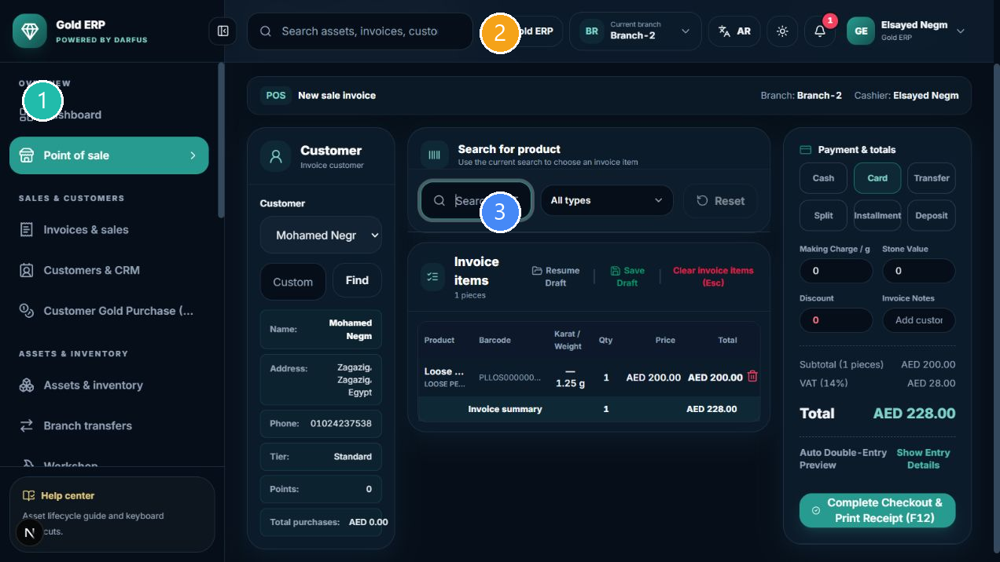 Gold ERP
POWERED BY DARFUS
Search assets, invoices, custo
2
ld ERP
BR
Current branch
Branch-2
AR
1
GE
Elsayed Negm
Gold ERP
1
Point of sale
SALES & CUSTOMERS
Invoices & sales
Customers & CRM
Customer Gold Purchase (...
ASSETS & INVENTORY
Assets & inventory
Branch transfers
Workshop
Help center
Asset lifecycle guide and keyboard
cuts.
N
POS
New sale invoice
Branch: Branch-2
Cashier: Elsayed Negm
Customer
Invoice customer
Customer
Mohamed Negr
Custom
Find
Name:
Mohamed
Negm
Address:
Zagazig,
Zagazig,
Egypt
Phone:
01024237538
Tier:
Standard
Points:
0
Total purchases:
AED 0.00
Search for product
Use the current search to choose an invoice item
Searc
3
All types
Reset
Invoice
items
1 pieces
Resume
Draft
Save
Draft
Clear invoice items
(Esc)
Product
Barcode
Karat /
Weight
Qty
Price
Total
Loose ...
LOOSE PE...
PLLOS000000...
—
1.25 g
1
AED 200.00
AED 200.00
Invoice summary
1
AED 228.00
Payment & totals
Cash
Card
Transfer
Split
Installment
Deposit
Making Charge / g
Stone Value
0
0
Discount
Invoice Notes
0
Add custor
Subtotal (1 pieces)
AED 200.00
VAT (14%)
AED 28.00
Total
AED 228.00
Auto Double-Entry
Preview
Show Entry
Details
Complete Checkout &
Print Receipt (F12)